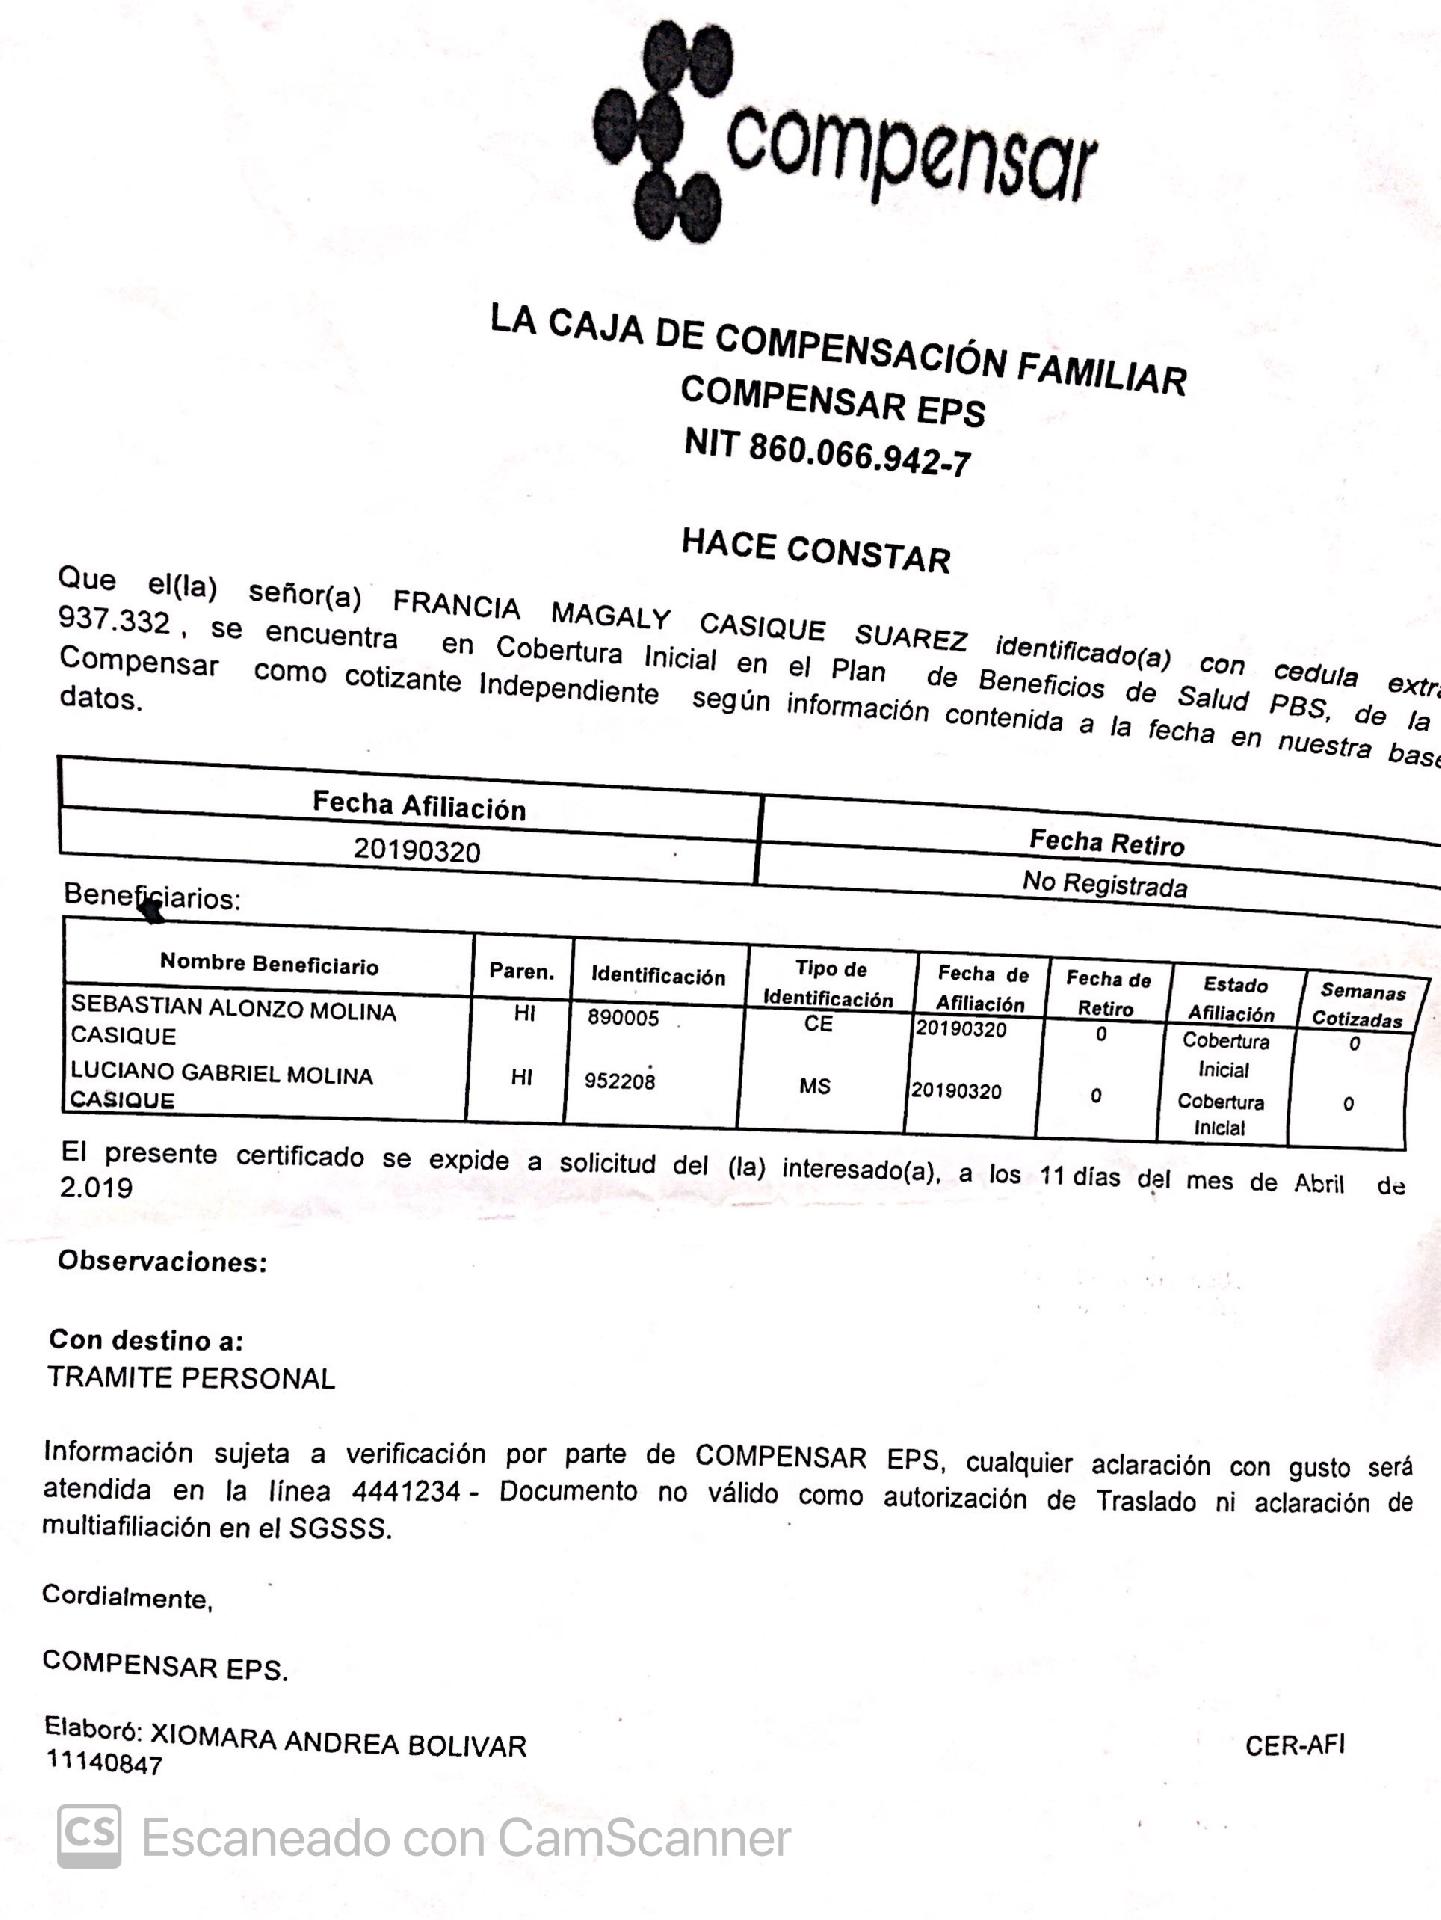 compensar
LA CAJA DE COMPENSACIÓN FAMILIAR
COMPENSAR EPS
NIT 860.066.942-7
HACE CONSTAR
Que el(la) señor(a) FRANCIA MAGALY CASIQUE SUAREZ identificado(a) con cedula
937.332 , se encuentra en Cobertura Inicial en el Plan de Beneficios de Salud PBS, de la
Compensar como cotizante Independiente según información contenida a la fecha en nuestra
datos.
Fecha Afiliación Fecha Retiro
20190320 No Registrada
Beneficiarios:
Nombre Beneficiario Paren. Identificación Tipo de Identificación Fecha de Afiliación Fecha de Retiro Estado Afiliación Semanas Cotizadas
SEBASTIAN ALONZO MOLINA CASIQUE HI 890005 CE 20190320 0 Cobertura Inicial 0
LUCIANO GABRIEL MOLINA CASIQUE HI 952208 MS 20190320 0 Cobertura Inicial 0
El presente certificado se expide a solicitud del (la) interesado(a), a los 11 días del mes de Abril de
2.019
Observaciones:
Con destino a:
TRAMITE PERSONAL
Información sujeta a verificación por parte de COMPENSAR EPS, cualquier aclaración con gusto será
atendida en la línea 4441234 - Documento no válido como autorización de Traslado ni aclaración de
multiafiliación en el SGSSS.
Cordialmente,
COMPENSAR EPS.
Elaboró: XIOMARA ANDREA BOLIVAR
11140847
CER-AFI
CS Escaneado con CamScanner